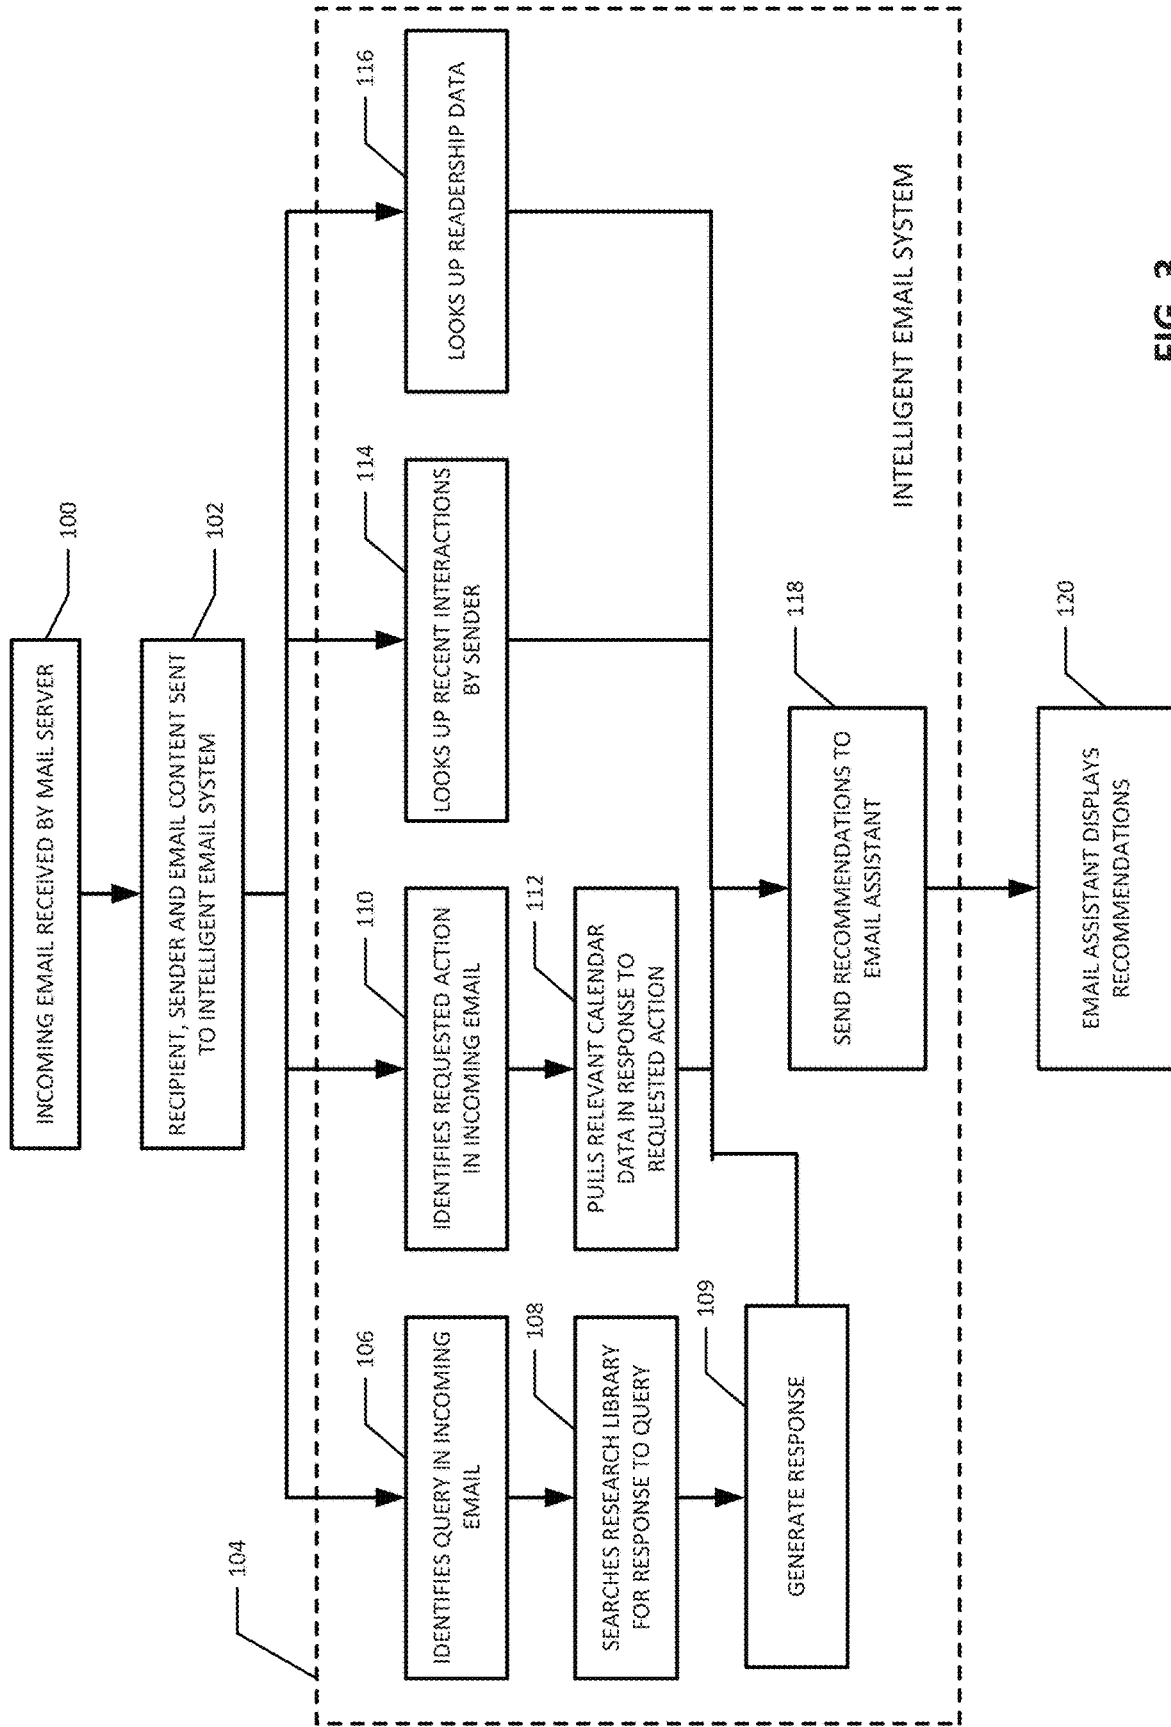 INCOMING EMAIL RECEIVED BY MAIL SERVER
100
RECIPIENT, SENDER AND EMAIL CONTENT SENT
TO INTELLIGENT EMAIL SYSTEM
102
104
IDENTIFIES QUERY IN INCOMING
EMAIL
106
IDENTIFIES REQUESTED ACTION
IN INCOMING EMAIL
110
LOOKS UP RECENT INTERACTIONS
BY SENDER
114
LOOKS UP READERSHIP DATA
116
SEARCHES RESEARCH LIBRARY
FOR RESPONSE TO QUERY
108
PULLS RELEVANT CALENDAR
DATA IN RESPONSE TO
REQUESTED ACTION
112
GENERATE RESPONSE
109
SEND RECOMMENDATIONS TO
EMAIL ASSISTANT
118
INTELLIGENT EMAIL SYSTEM
EMAIL ASSISTANT DISPLAYS
RECOMMENDATIONS
120
FIG. 3